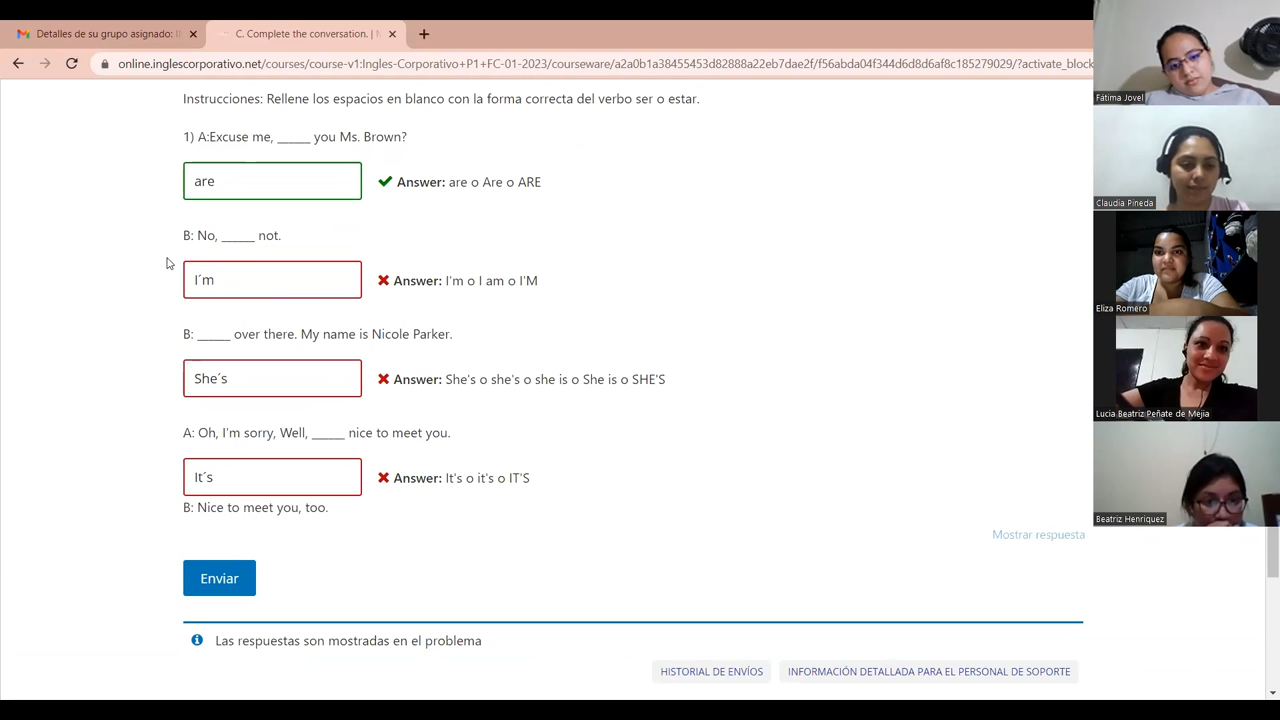 Detalles de su grupo asignado: I
C. Complete the conversation. |
online.inglescorporativo.net/courses/course-v1:Ingles-Corporativo+P1+FC-01-2023/courseware/a2a0b1a38455453d82888a22eb7dae2f/f56abda04f344d6d8d6af8c185279029/?activate_block
Instrucciones: Rellene los espacios en blanco con la forma correcta del verbo ser o estar.
1) A:Excuse me, ______ you Ms. Brown?
are
Answer: are o Are o ARE
B: No, ______ not.
I´m
Answer: I'm o I am o I'M
B: ______ over there. My name is Nicole Parker.
She´s
Answer: She's o she's o she is o She is o SHE'S
A: Oh, I'm sorry, Well, ______ nice to meet you.
It´s
Answer: It's o it's o IT'S
B: Nice to meet you, too.
Mostrar respuesta
Enviar
Las respuestas son mostradas en el problema
HISTORIAL DE ENVÍOS
INFORMACIÓN DETALLADA PARA EL PERSONAL DE SOPORTE
Fátima Jovel
Claudia Pineda
Eliza Romero
Lucia Beatriz Peñate de Mejia
Beatriz Henriquez